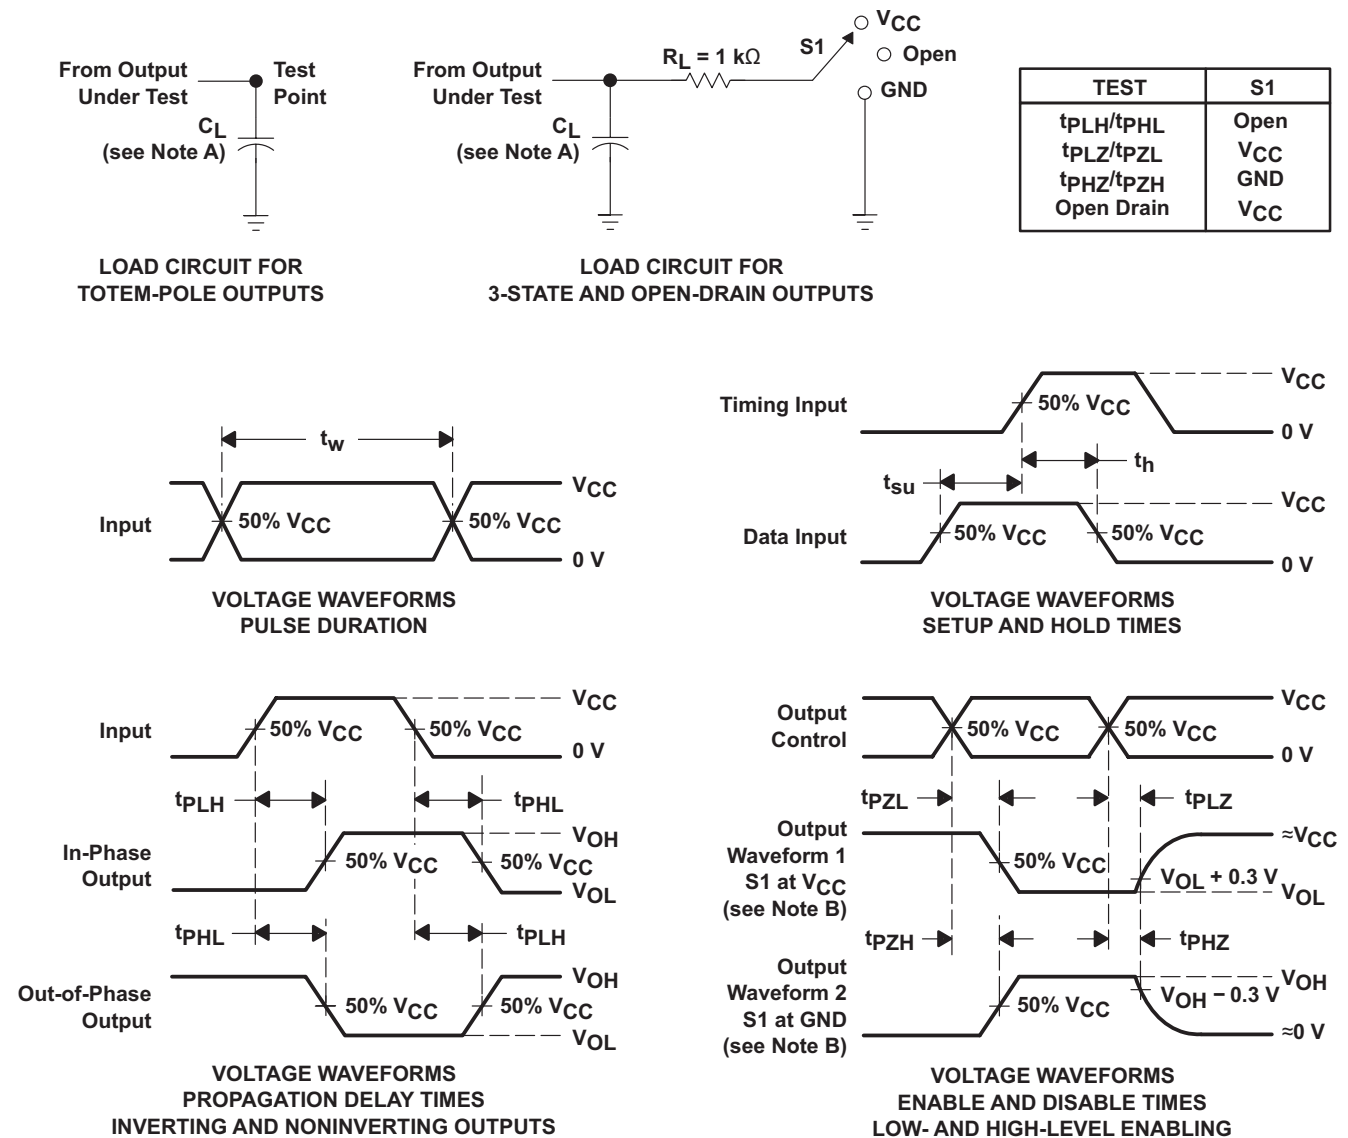 From Output
Under Test
Test
Point
CL
(see Note A)
LOAD CIRCUIT FOR
TOTEM-POLE OUTPUTS
From Output
Under Test
RL = 1 kΩ
S1
VCC
Open
GND
CL
(see Note A)
LOAD CIRCUIT FOR
3-STATE AND OPEN-DRAIN OUTPUTS
TEST S1
tPLH/tPHL Open
tPLZ/tPZL VCC
tPHZ/tPZH GND
Open Drain VCC
tw
Input
50% VCC
50% VCC
VCC
0 V
VOLTAGE WAVEFORMS
PULSE DURATION
Timing Input
50% VCC
VCC
0 V
th
tsu
Data Input
50% VCC
50% VCC
VCC
0 V
VOLTAGE WAVEFORMS
SETUP AND HOLD TIMES
Input
50% VCC
50% VCC
VCC
0 V
tPLH
tPHL
In-Phase
Output
50% VCC
50% VCC
VOH
VOL
tPHL
tPLH
Out-of-Phase
Output
50% VCC
50% VCC
VOH
VOL
VOLTAGE WAVEFORMS
PROPAGATION DELAY TIMES
INVERTING AND NONINVERTING OUTPUTS
Output
Control
50% VCC
50% VCC
VCC
0 V
tPZL
tPLZ
Output
Waveform 1
S1 at VCC
(see Note B)
50% VCC
≈VCC
VOL + 0.3 V
VOL
tPZH
tPHZ
Output
Waveform 2
S1 at GND
(see Note B)
50% VCC
VOH
VOH − 0.3 V
≈0 V
VOLTAGE WAVEFORMS
ENABLE AND DISABLE TIMES
LOW- AND HIGH-LEVEL ENABLING